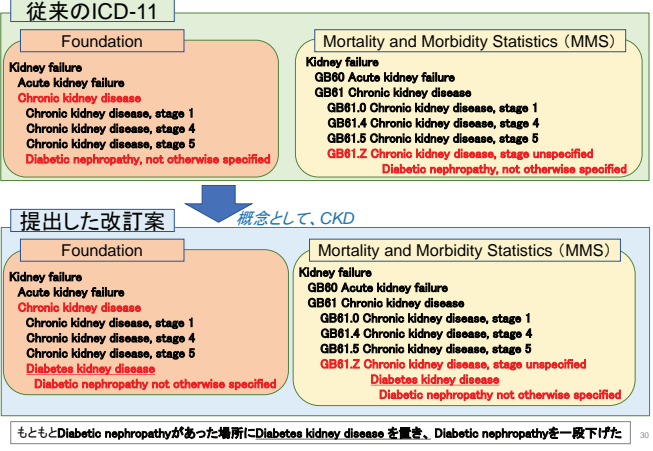 従来のICD-11
Foundation
Kidney failure
Acute kidney failure
Chronic kidney disease
Chronic kidney disease, stage 1
Chronic kidney disease, stage 4
Chronic kidney disease, stage 5
Diabetic nephropathy, not otherwise specified
Mortality and Morbidity Statistics（MMS）
Kidney failure
GB60 Acute kidney failure
GB61 Chronic kidney disease
GB61.0 Chronic kidney disease, stage 1
GB61.4 Chronic kidney disease, stage 4
GB61.5 Chronic kidney disease, stage 5
GB61.Z Chronic kidney disease, stage unspecified
Diabetic nephropathy, not otherwise specified
概念として、CKD
提出した改訂案
Foundation
Kidney failure
Acute kidney failure
Chronic kidney disease
Chronic kidney disease, stage 1
Chronic kidney disease, stage 4
Chronic kidney disease, stage 5
Diabetes kidney disease
Diabetic nephropathy not otherwise specified
Mortality and Morbidity Statistics（MMS）
Kidney failure
GB60 Acute kidney failure
GB61 Chronic kidney disease
GB61.0 Chronic kidney disease, stage 1
GB61.4 Chronic kidney disease, stage 4
GB61.5 Chronic kidney disease, stage 5
GB61.Z Chronic kidney disease, stage unspecified
Diabetes kidney disease
Diabetic nephropathy not otherwise specified
もともとDiabetic nephropathyがあった場所にDiabetes kidney disease を置き、Diabetic nephropathyを一段下げた
30